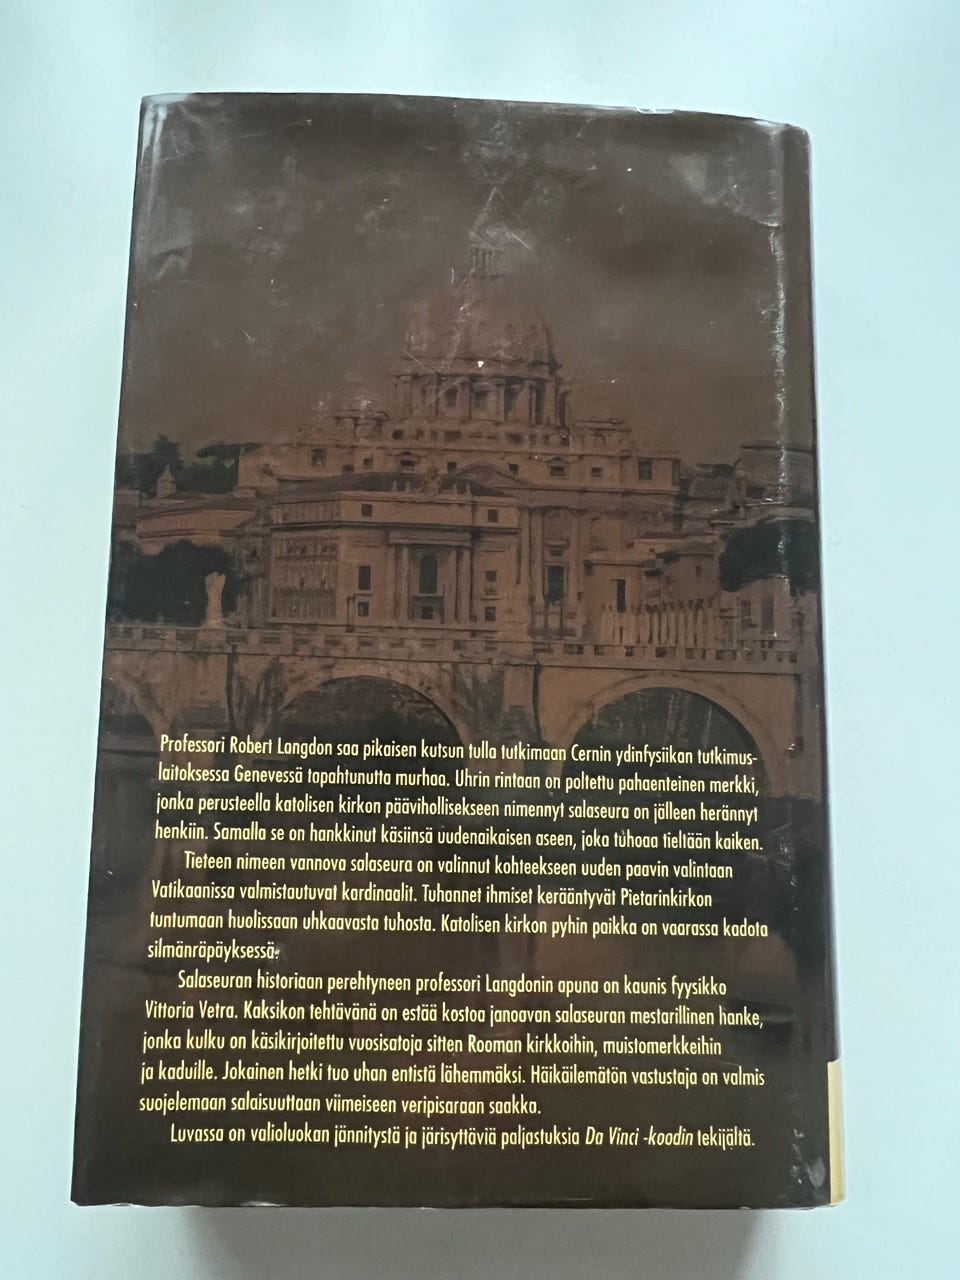 Professori Robert Langdon saa pikaisen kutsun tulla tutkimaan Cernin ydinfysiikan tutkimus-
laitoksessa Genevessä tapahtunutta murhaa. Uhrin rintaan on poltettu pahaenteinen merkki,
jonka perusteella katolisen kirkon päävihollisekseen nimennyt salaseura on jälleen herännyt
henkiin. Samalla se on hankkinut käsiinsä uudenaikaisen aseen, joka tuhoaa tieltään kaiken.
Tieteen nimeen vannova salaseura on valinnut kohteekseen uuden paavin valintaan
Vatikaanissa valmistautuvat kardinaalit. Tuhannet ihmiset kerääntyvät Pietarinkirkon
tuntumaan huolissaan uhkaavasta tuhosta. Katolisen kirkon pyhin paikka on vaarassa kadota
silmänräpäyksessä.
Salaseuran historiaan perehtyneen professori Langdonin apuna on kaunis fyysikko
Vittoria Vetra. Kaksikon tehtävänä on estää kostoa janoavan salaseuran mestarillinen hanke,
jonka kulku on käsikirjoitettu vuosisatoja sitten Rooman kirkkoihin, muistomerkkeihin
ja kaduille. Jokainen hetki tuo uhan entistä lähemmäksi. Häikäilemätön vastustaja on valmis
suojelemaan salaisuuttaan viimeiseen veripisaraan saakka.
Luvassa on valioluokan jännitystä ja järisyttäviä paljastuksia Da Vinci -koodin tekijältä.